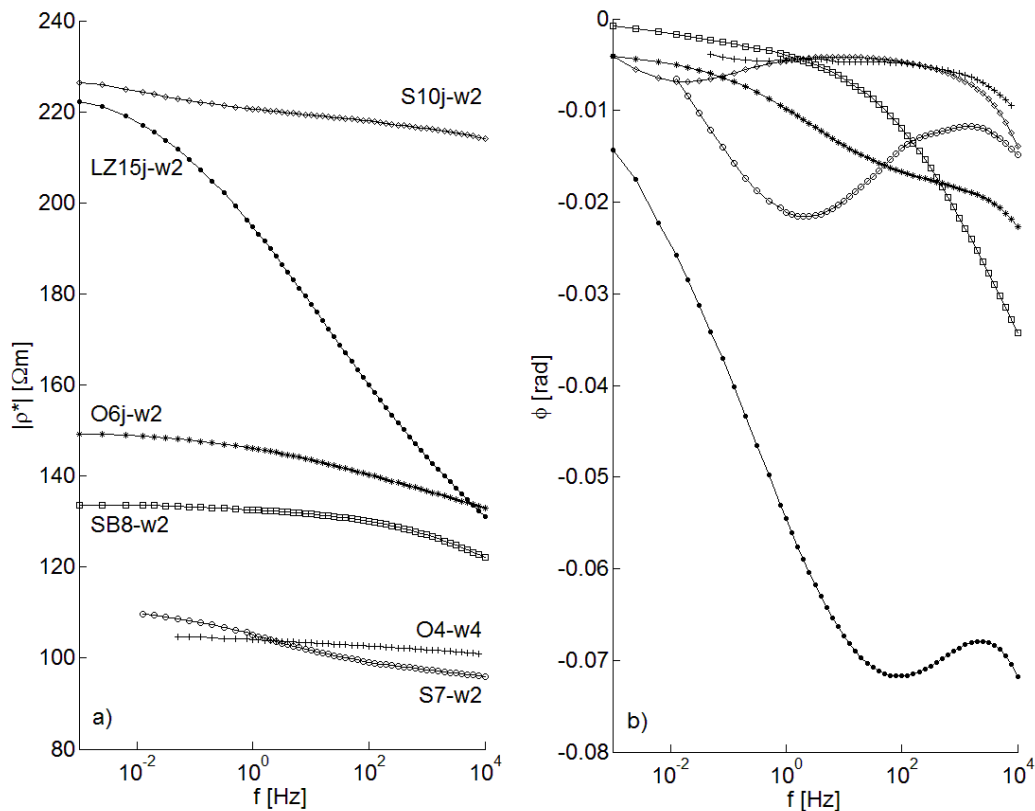 240
220
200
180
160
140
120
100
80
|ρ*| [Ωm]
S10j-w2
LZ15j-w2
O6j-w2
SB8-w2
O4-w4
S7-w2
a)
10^-2 10^0 10^2 10^4
f [Hz]
0
-0.01
-0.02
-0.03
-0.04
-0.05
-0.06
-0.07
-0.08
ϕ [rad]
b)
10^-2 10^0 10^2 10^4
f [Hz]